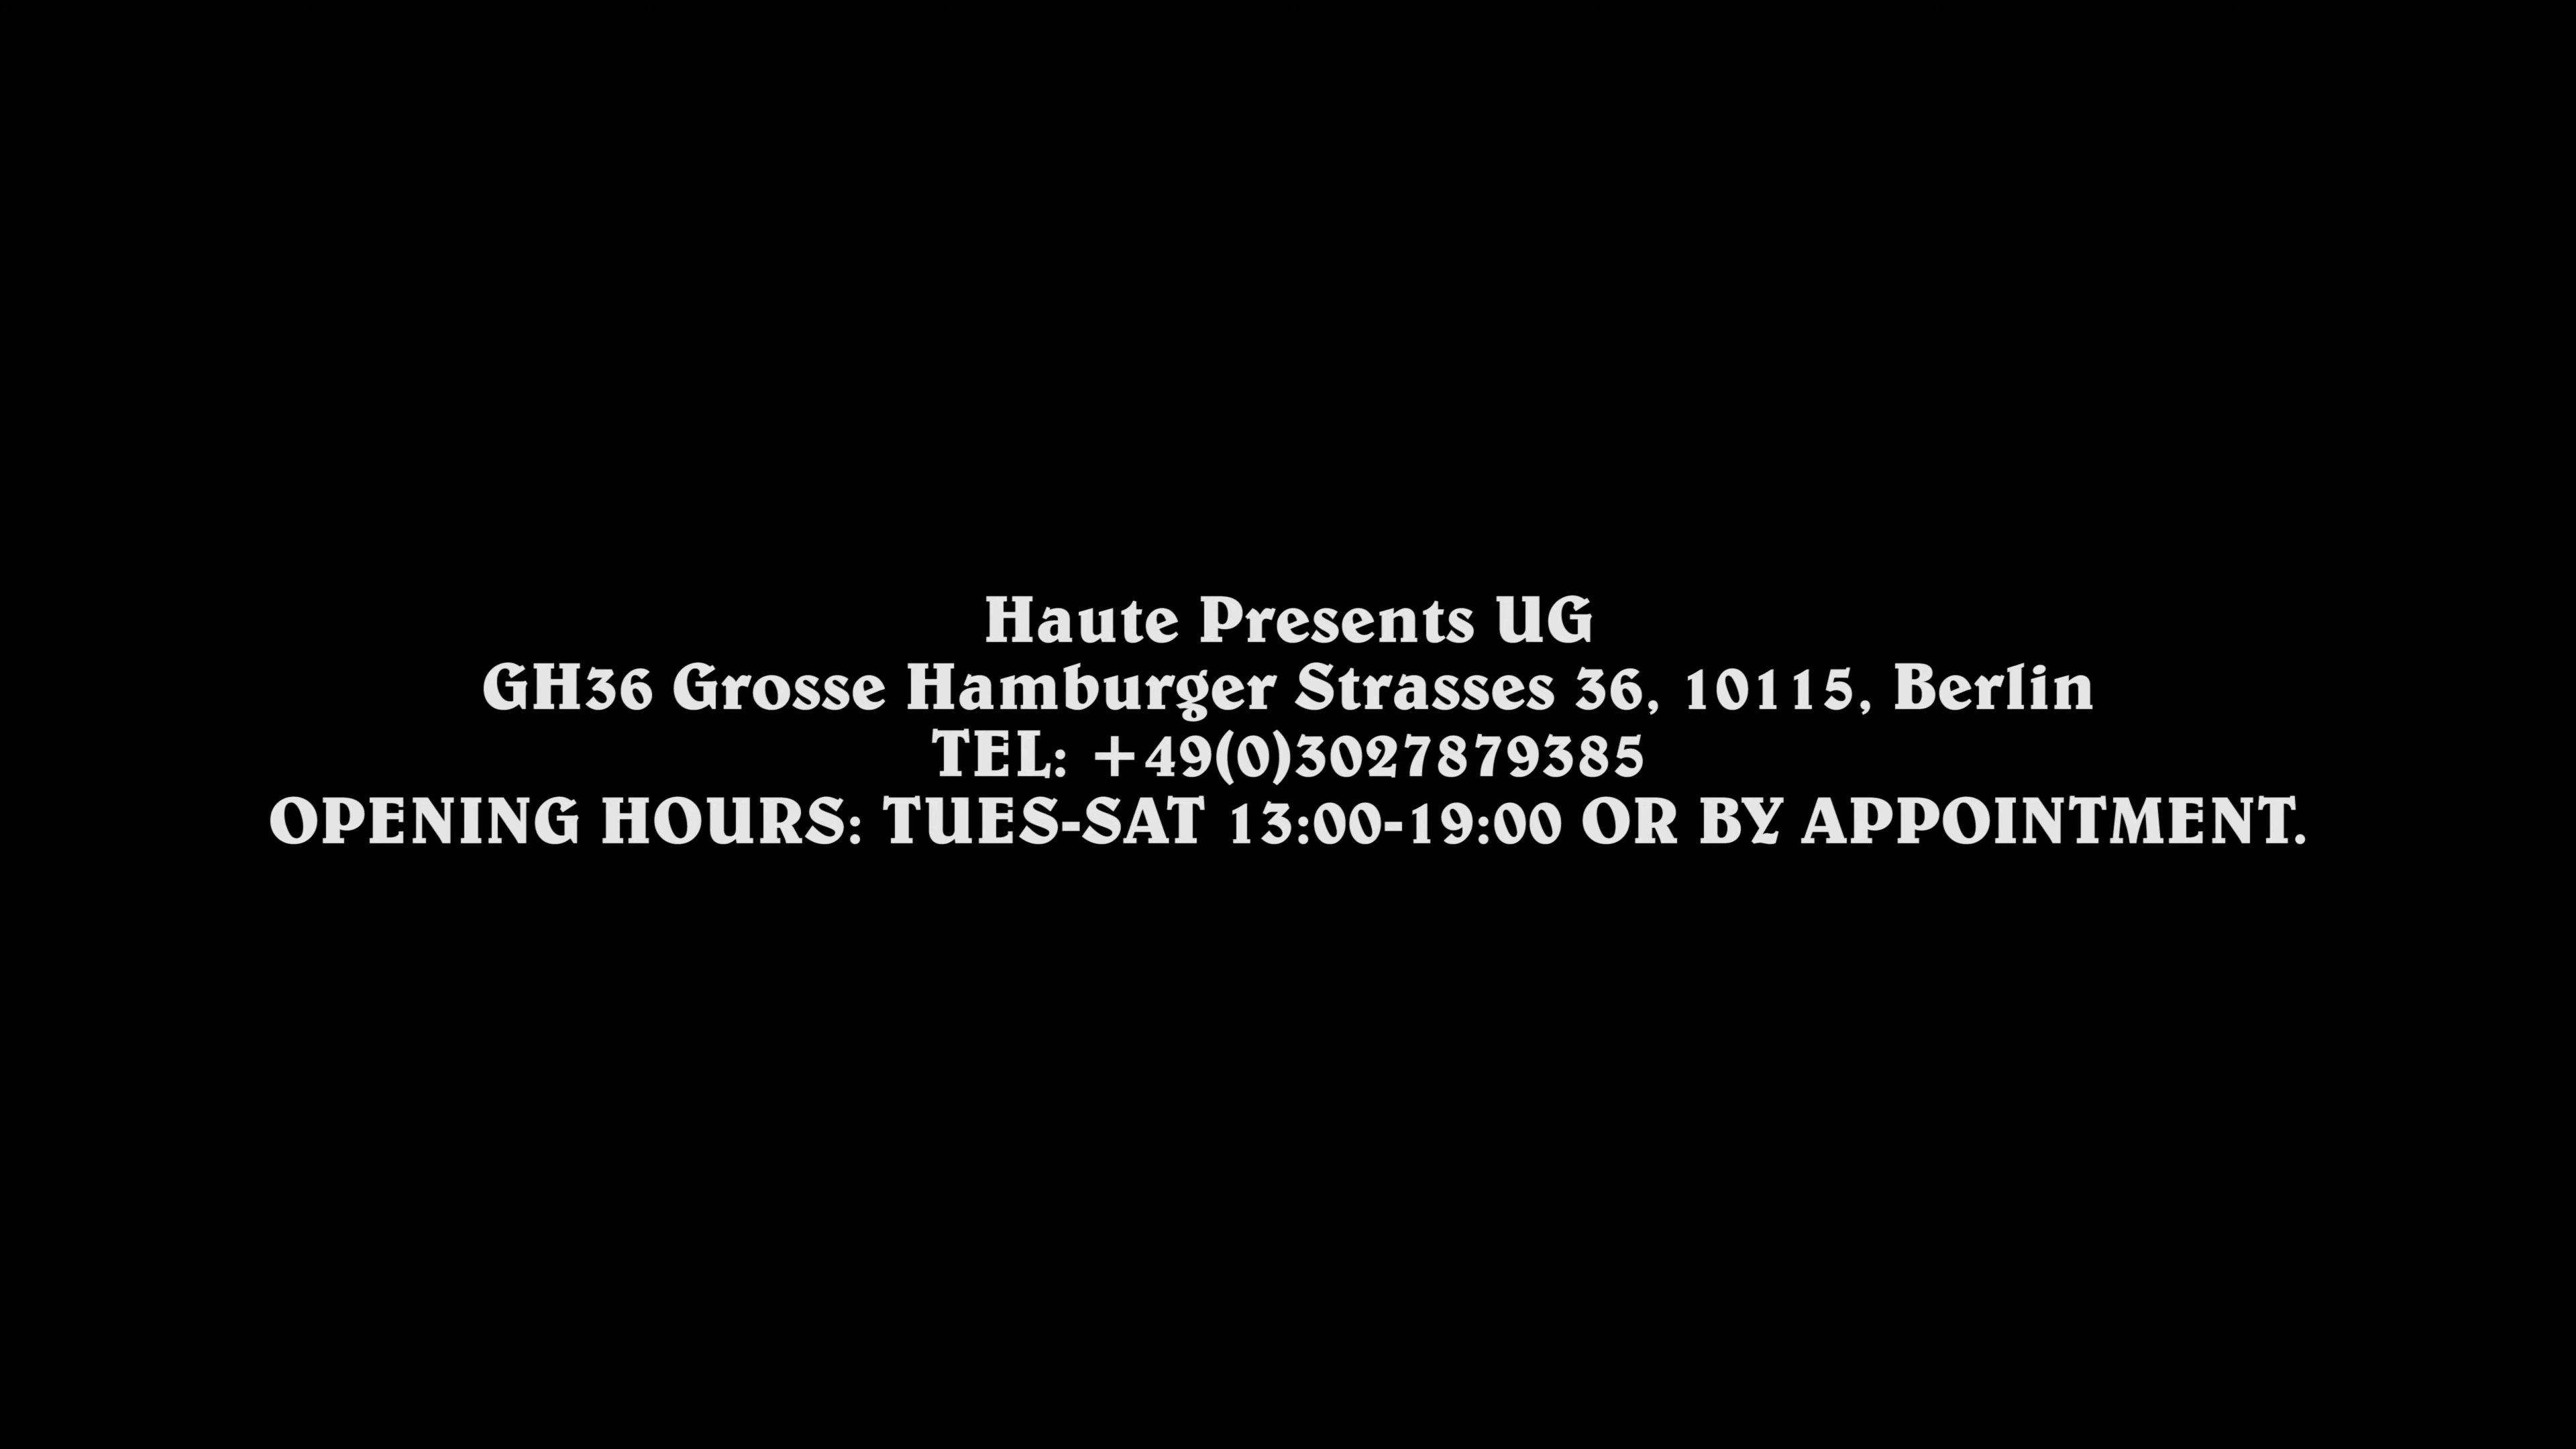 Haute Presents UG
GH36 Grosse Hamburger Strasses 36, 10115, Berlin
TEL: +49(0)3027879385
OPENING HOURS: TUES-SAT 13:00-19:00 OR BY APPOINTMENT.